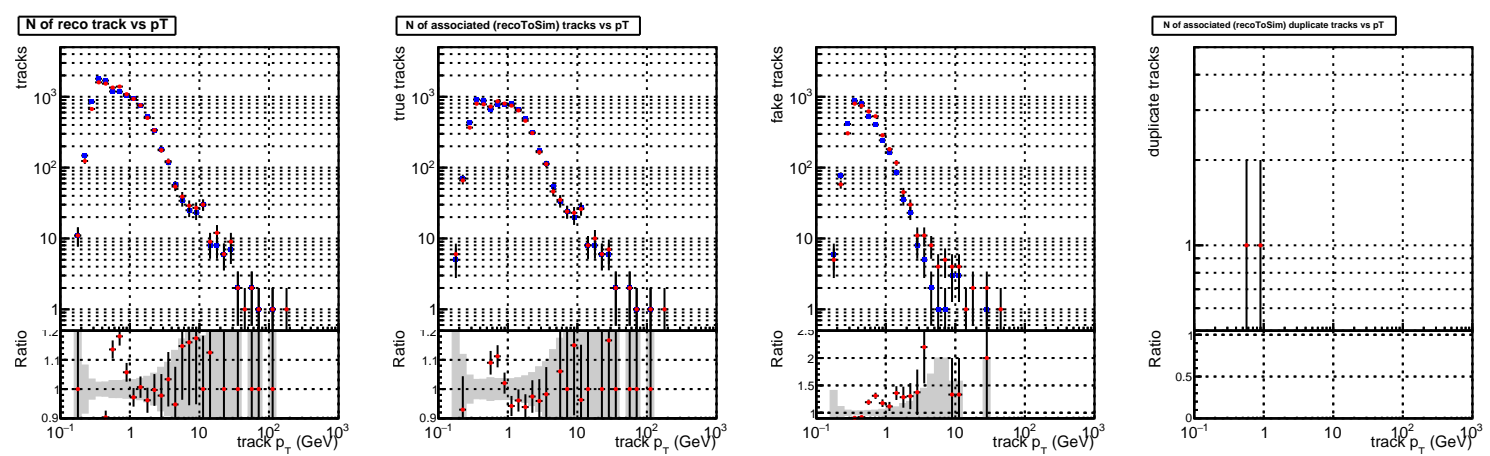 N of reco track vs pT
tracks
10³
10²
10
1
Ratio
1.2
1.1
1
0.9
10⁻¹ 1 10 10² 10³
track p_T (GeV)
N of associated (recoToSim) tracks vs pT
true tracks
10³
10²
10
1
Ratio
1.2
1.1
1
0.9
10⁻¹ 1 10 10² 10³
track p_T (GeV)
fake tracks
10³
10²
10
1
Ratio
2.5
2
1.5
1
10⁻¹ 1 10 10² 10³
track p_T (GeV)
N of associated (recoToSim) duplicate tracks vs pT
duplicate tracks
1
Ratio
1
0.5
0
10⁻¹ 1 10 10² 10³
track p_T (GeV)